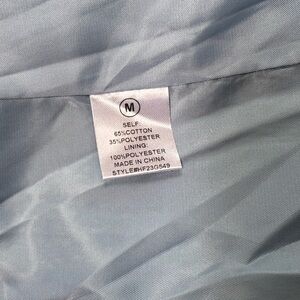 M
SELF:
65%COTTON
35%POLYESTER
LINING:
100%POLYESTER
MADE IN CHINA
STYLE#HF23G549